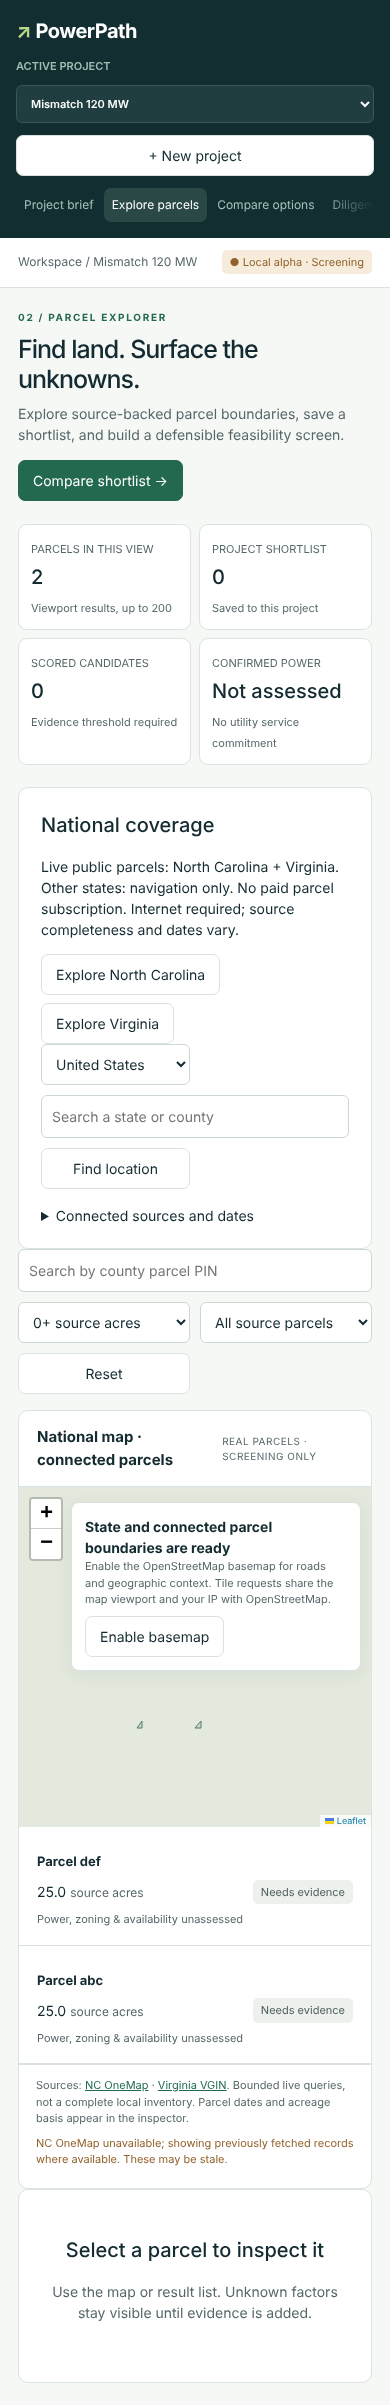 PowerPath
ACTIVE PROJECT
Mismatch 120 MW
+ New project
Project brief Explore parcels Compare options Diligen
Workspace / Mismatch 120 MW Local alpha · Screening
02 / PARCEL EXPLORER
Find land. Surface the
unknowns.
Explore source-backed parcel boundaries, save a
shortlist, and build a defensible feasibility screen.
Compare shortlist →
PARCELS IN THIS VIEW
2
Viewport results, up to 200
PROJECT SHORTLIST
0
Saved to this project
SCORED CANDIDATES
0
Evidence threshold required
CONFIRMED POWER
Not assessed
No utility service
commitment
National coverage
Live public parcels: North Carolina + Virginia.
Other states: navigation only. No paid parcel
subscription. Internet required; source
completeness and dates vary.
Explore North Carolina
Explore Virginia
United States
Search a state or county
Find location
Connected sources and dates
Search by county parcel PIN
0+ source acres All source parcels
Reset
National map ·
connected parcels
REAL PARCELS ·
SCREENING ONLY
+
−
State and connected parcel
boundaries are ready
Enable the OpenStreetMap basemap for roads
and geographic context. Tile requests share the
map viewport and your IP with OpenStreetMap.
Enable basemap
Leaflet
Parcel def
25.0 source acres Needs evidence
Power, zoning & availability unassessed
Parcel abc
25.0 source acres Needs evidence
Power, zoning & availability unassessed
Sources: NC OneMap · Virginia VGIN. Bounded live queries,
not a complete local inventory. Parcel dates and acreage
basis appear in the inspector.
NC OneMap unavailable; showing previously fetched records
where available. These may be stale.
Select a parcel to inspect it
Use the map or result list. Unknown factors
stay visible until evidence is added.